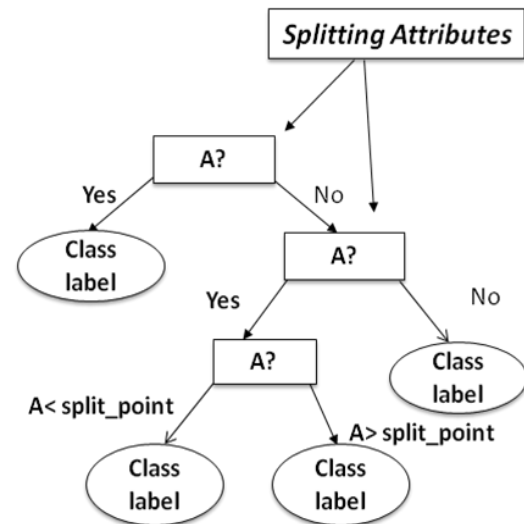 Splitting Attributes
A?
Yes
No
Class
label
A?
Yes
No
A?
Class
label
A< split_point
A> split_point
Class
label
Class
label